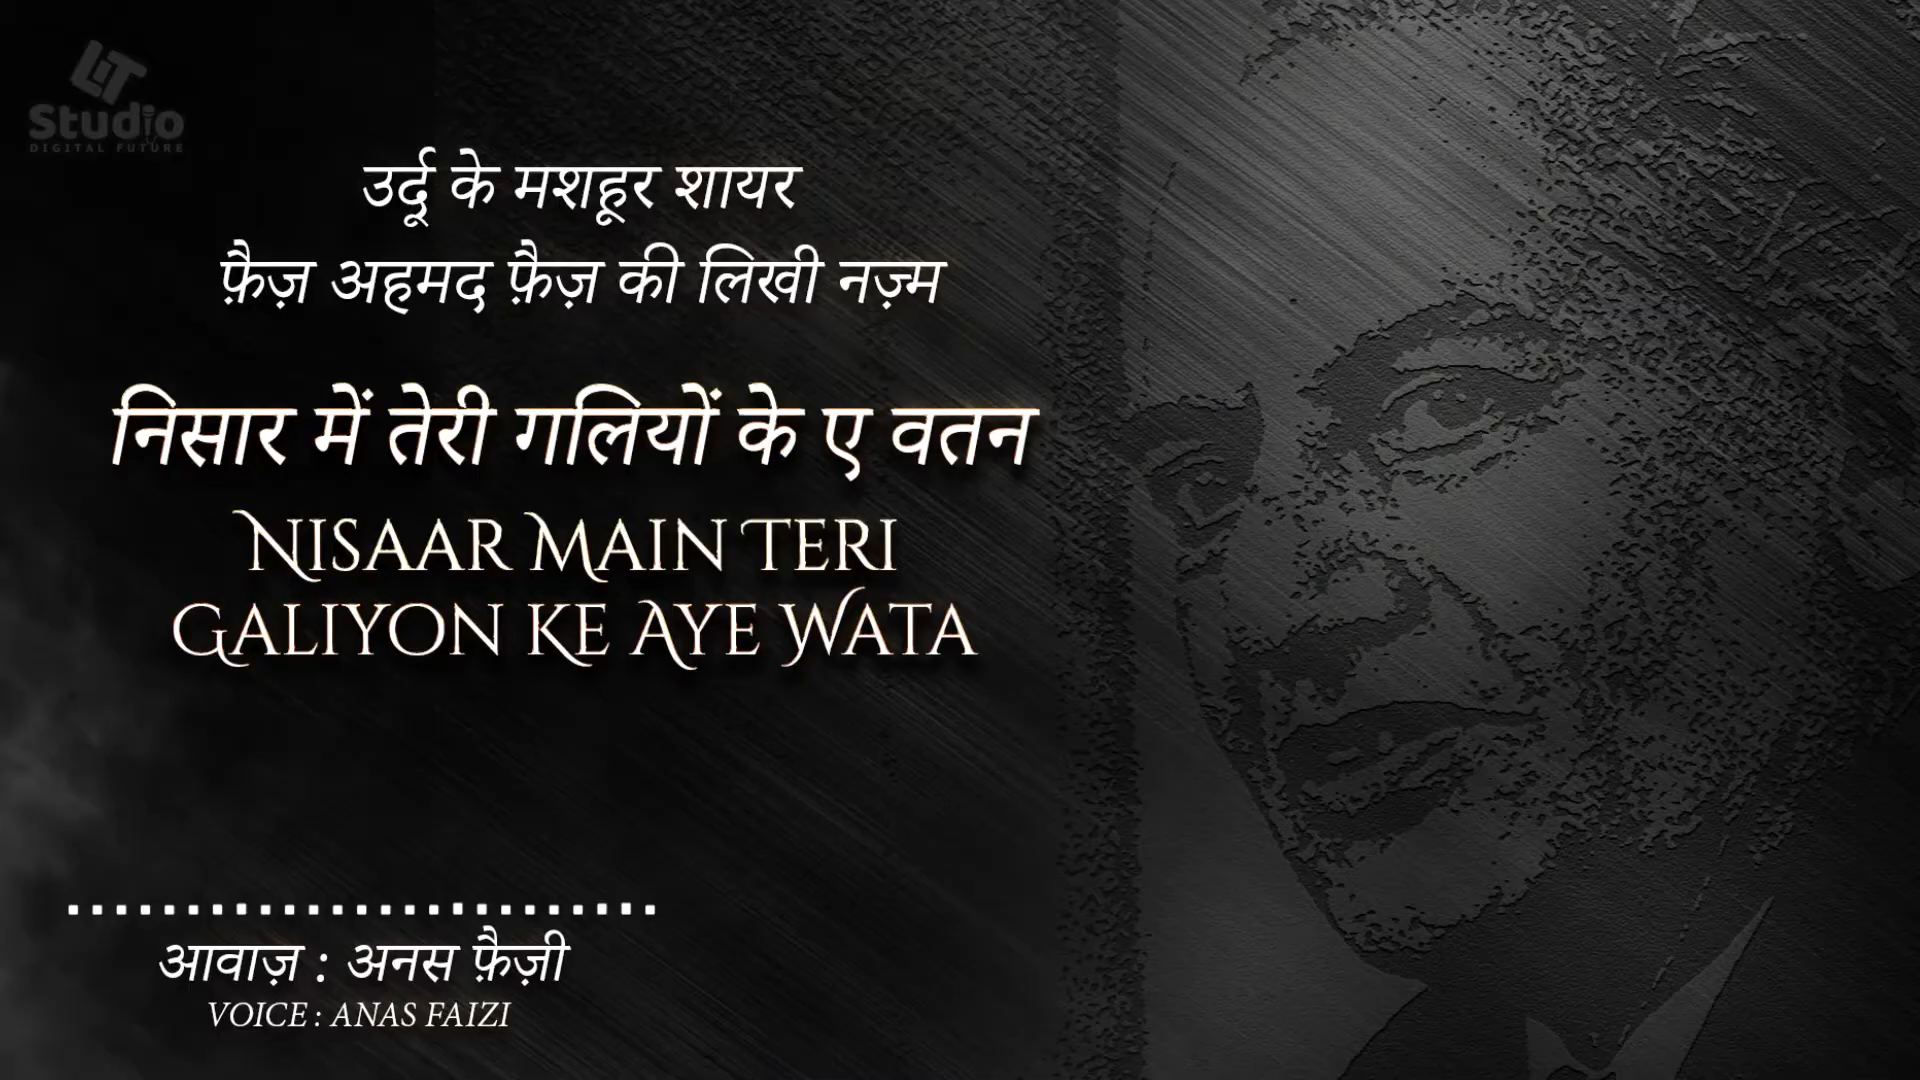 LIT
Studio
DIGITAL FUTURE
उर्दू के मशहूर शायर
फ़ैज़ अहमद फ़ैज़ की लिखी नज़्म
निसार में तेरी गलियों के ए वतन
NISAAR MAIN TERI
GALIYON KE AYE WATA
आवाज़ : अनस फ़ैज़ी
VOICE : ANAS FAIZI